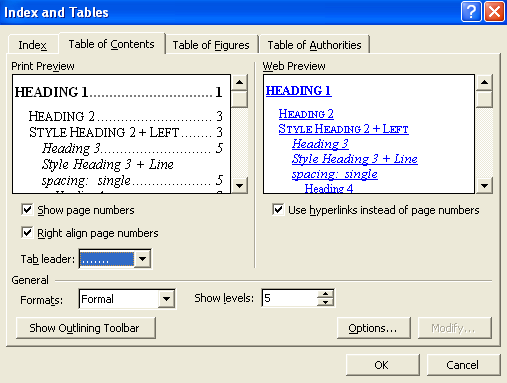 Index and Tables
Index Table of Contents Table of Figures Table of Authorities
Print Preview
HEADING 1........................... 1
HEADING 2........................ 3
STYLE HEADING 2 + LEFT....... 3
Heading 3........................ 5
Style Heading 3 + Line
spacing: single.................. 5
Web Preview
HEADING 1
HEADING 2
STYLE HEADING 2 + LEFT
Heading 3
Style Heading 3 + Line
spacing: single
Heading 4
Show page numbers
Right align page numbers
Use hyperlinks instead of page numbers
Tab leader: .......
General
Formats: Formal Show levels: 5
Show Outlining Toolbar Options... Modify...
OK Cancel